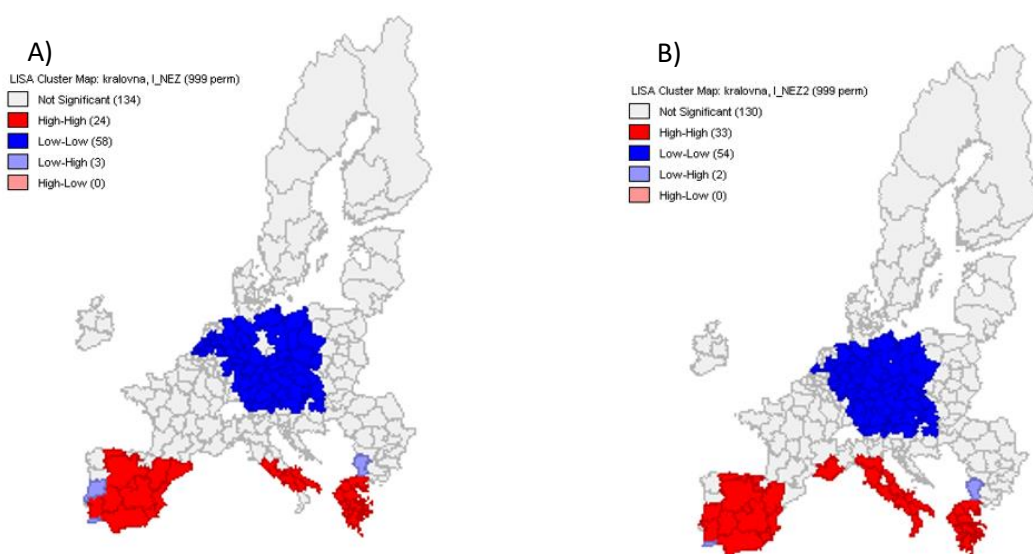 A)
LISA Cluster Map: kralovna, I_NEZ (999 perm)
Not Significant (134)
High-High (24)
Low-Low (58)
Low-High (3)
High-Low (0)
B)
LISA Cluster Map: kralovna, I_NEZ2 (999 perm)
Not Significant (130)
High-High (33)
Low-Low (54)
Low-High (2)
High-Low (0)